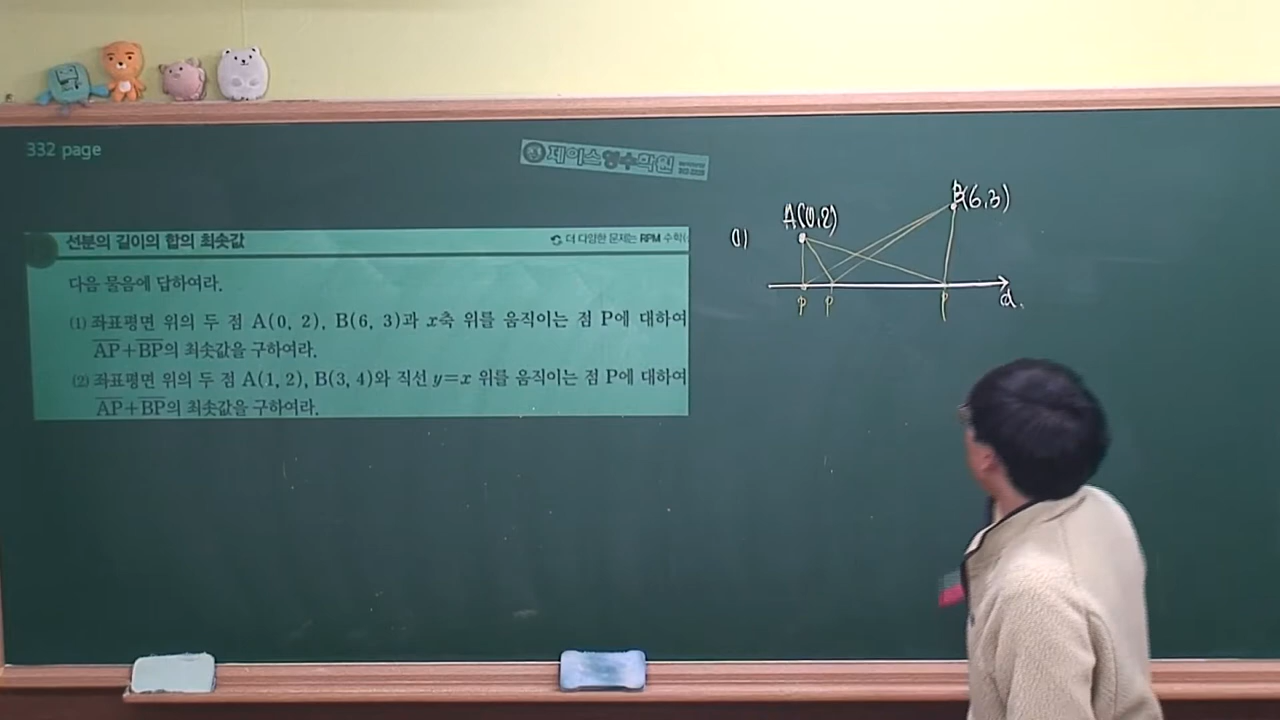 332 page
제이스영수학원
선분의 길이의 합의 최솟값
더 다양한 문제는 RPM 수학(
다음 물음에 답하여라.
(1) 좌표평면 위의 두 점 A(0, 2), B(6, 3)과 x축 위를 움직이는 점 P에 대하여
AP+BP의 최솟값을 구하여라.
(2) 좌표평면 위의 두 점 A(1, 2), B(3, 4)와 직선 y=x 위를 움직이는 점 P에 대하여
AP+BP의 최솟값을 구하여라.
(1)
A(0,2)
B(6,3)
P
P
P
x